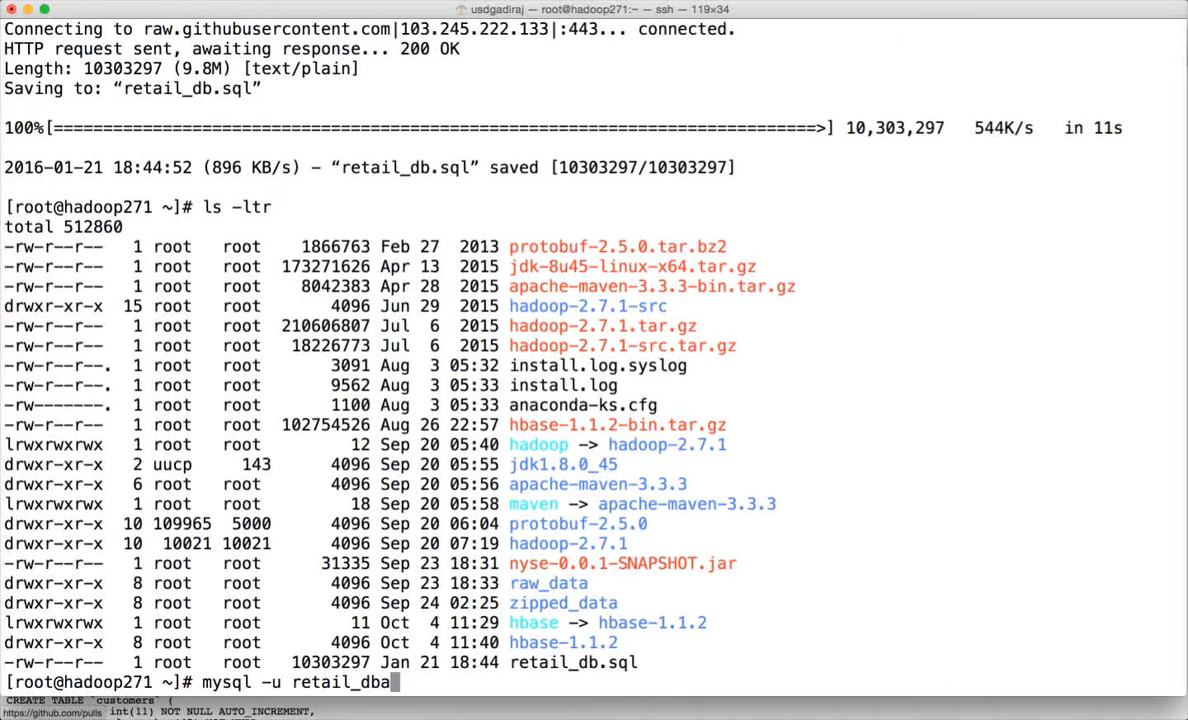 usdgadiraj — root@hadoop271:~ — ssh — 119×34
Connecting to raw.githubusercontent.com|103.245.222.133|:443... connected.
HTTP request sent, awaiting response... 200 OK
Length: 10303297 (9.8M) [text/plain]
Saving to: “retail_db.sql”
100%[=============================================================================>] 10,303,297 544K/s in 11s
2016-01-21 18:44:52 (896 KB/s) - “retail_db.sql” saved [10303297/10303297]
[root@hadoop271 ~]# ls -ltr
total 512860
-rw-r--r-- 1 root root 1866763 Feb 27 2013 protobuf-2.5.0.tar.bz2
-rw-r--r-- 1 root root 173271626 Apr 13 2015 jdk-8u45-linux-x64.tar.gz
-rw-r--r-- 1 root root 8042383 Apr 28 2015 apache-maven-3.3.3-bin.tar.gz
drwxr-xr-x 15 root root 4096 Jun 29 2015 hadoop-2.7.1-src
-rw-r--r-- 1 root root 210606807 Jul 6 2015 hadoop-2.7.1.tar.gz
-rw-r--r-- 1 root root 18226773 Jul 6 2015 hadoop-2.7.1-src.tar.gz
-rw-r--r--. 1 root root 3091 Aug 3 05:32 install.log.syslog
-rw-r--r--. 1 root root 9562 Aug 3 05:33 install.log
-rw-------. 1 root root 1100 Aug 3 05:33 anaconda-ks.cfg
-rw-r--r-- 1 root root 102754526 Aug 26 22:57 hbase-1.1.2-bin.tar.gz
lrwxrwxrwx 1 root root 12 Sep 20 05:40 hadoop -> hadoop-2.7.1
drwxr-xr-x 2 uucp 143 4096 Sep 20 05:55 jdk1.8.0_45
drwxr-xr-x 6 root root 4096 Sep 20 05:56 apache-maven-3.3.3
lrwxrwxrwx 1 root root 18 Sep 20 05:58 maven -> apache-maven-3.3.3
drwxr-xr-x 10 109965 5000 4096 Sep 20 06:04 protobuf-2.5.0
drwxr-xr-x 10 10021 10021 4096 Sep 20 07:19 hadoop-2.7.1
-rw-r--r-- 1 root root 31335 Sep 23 18:31 nyse-0.0.1-SNAPSHOT.jar
drwxr-xr-x 8 root root 4096 Sep 23 18:33 raw_data
drwxr-xr-x 8 root root 4096 Sep 24 02:25 zipped_data
lrwxrwxrwx 1 root root 11 Oct 4 11:29 hbase -> hbase-1.1.2
drwxr-xr-x 8 root root 4096 Oct 4 11:40 hbase-1.1.2
-rw-r--r-- 1 root root 10303297 Jan 21 18:44 retail_db.sql
[root@hadoop271 ~]# mysql -u retail_dba
CREATE TABLE `customers` (
https://github.com/pulls int(11) NOT NULL AUTO_INCREMENT,